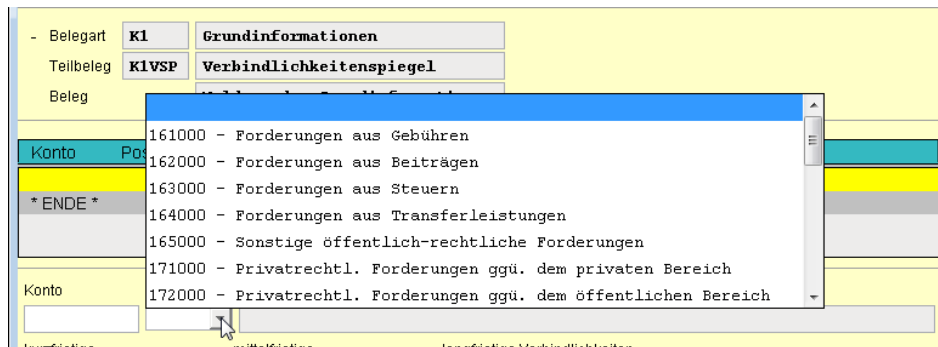 - Belegart K1 Grundinformationen
Teilbeleg K1VSP Verbindlichkeitenspiegel
Beleg
161000 - Forderungen aus Gebühren
Konto
162000 - Forderungen aus Beiträgen
163000 - Forderungen aus Steuern
* ENDE *
164000 - Forderungen aus Transferleistungen
165000 - Sonstige öffentlich-rechtliche Forderungen
171000 - Privatrechtl. Forderungen ggü. dem privaten Bereich
Konto
172000 - Privatrechtl. Forderungen ggü. dem öffentlichen Bereich